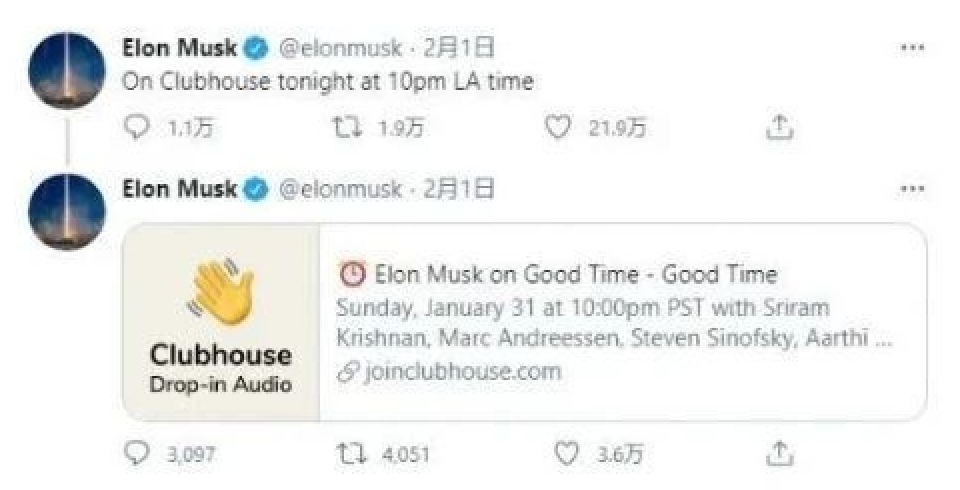 Elon Musk @elonmusk · 2月1日
On Clubhouse tonight at 10pm LA time
1.1万 1.9万 21.9万
Elon Musk @elonmusk · 2月1日
Clubhouse
Drop-in Audio
Elon Musk on Good Time - Good Time
Sunday, January 31 at 10:00pm PST with Sriram
Krishnan, Marc Andreessen, Steven Sinofsky, Aarthi ...
joinclubhouse.com
3,097 4,051 3.6万